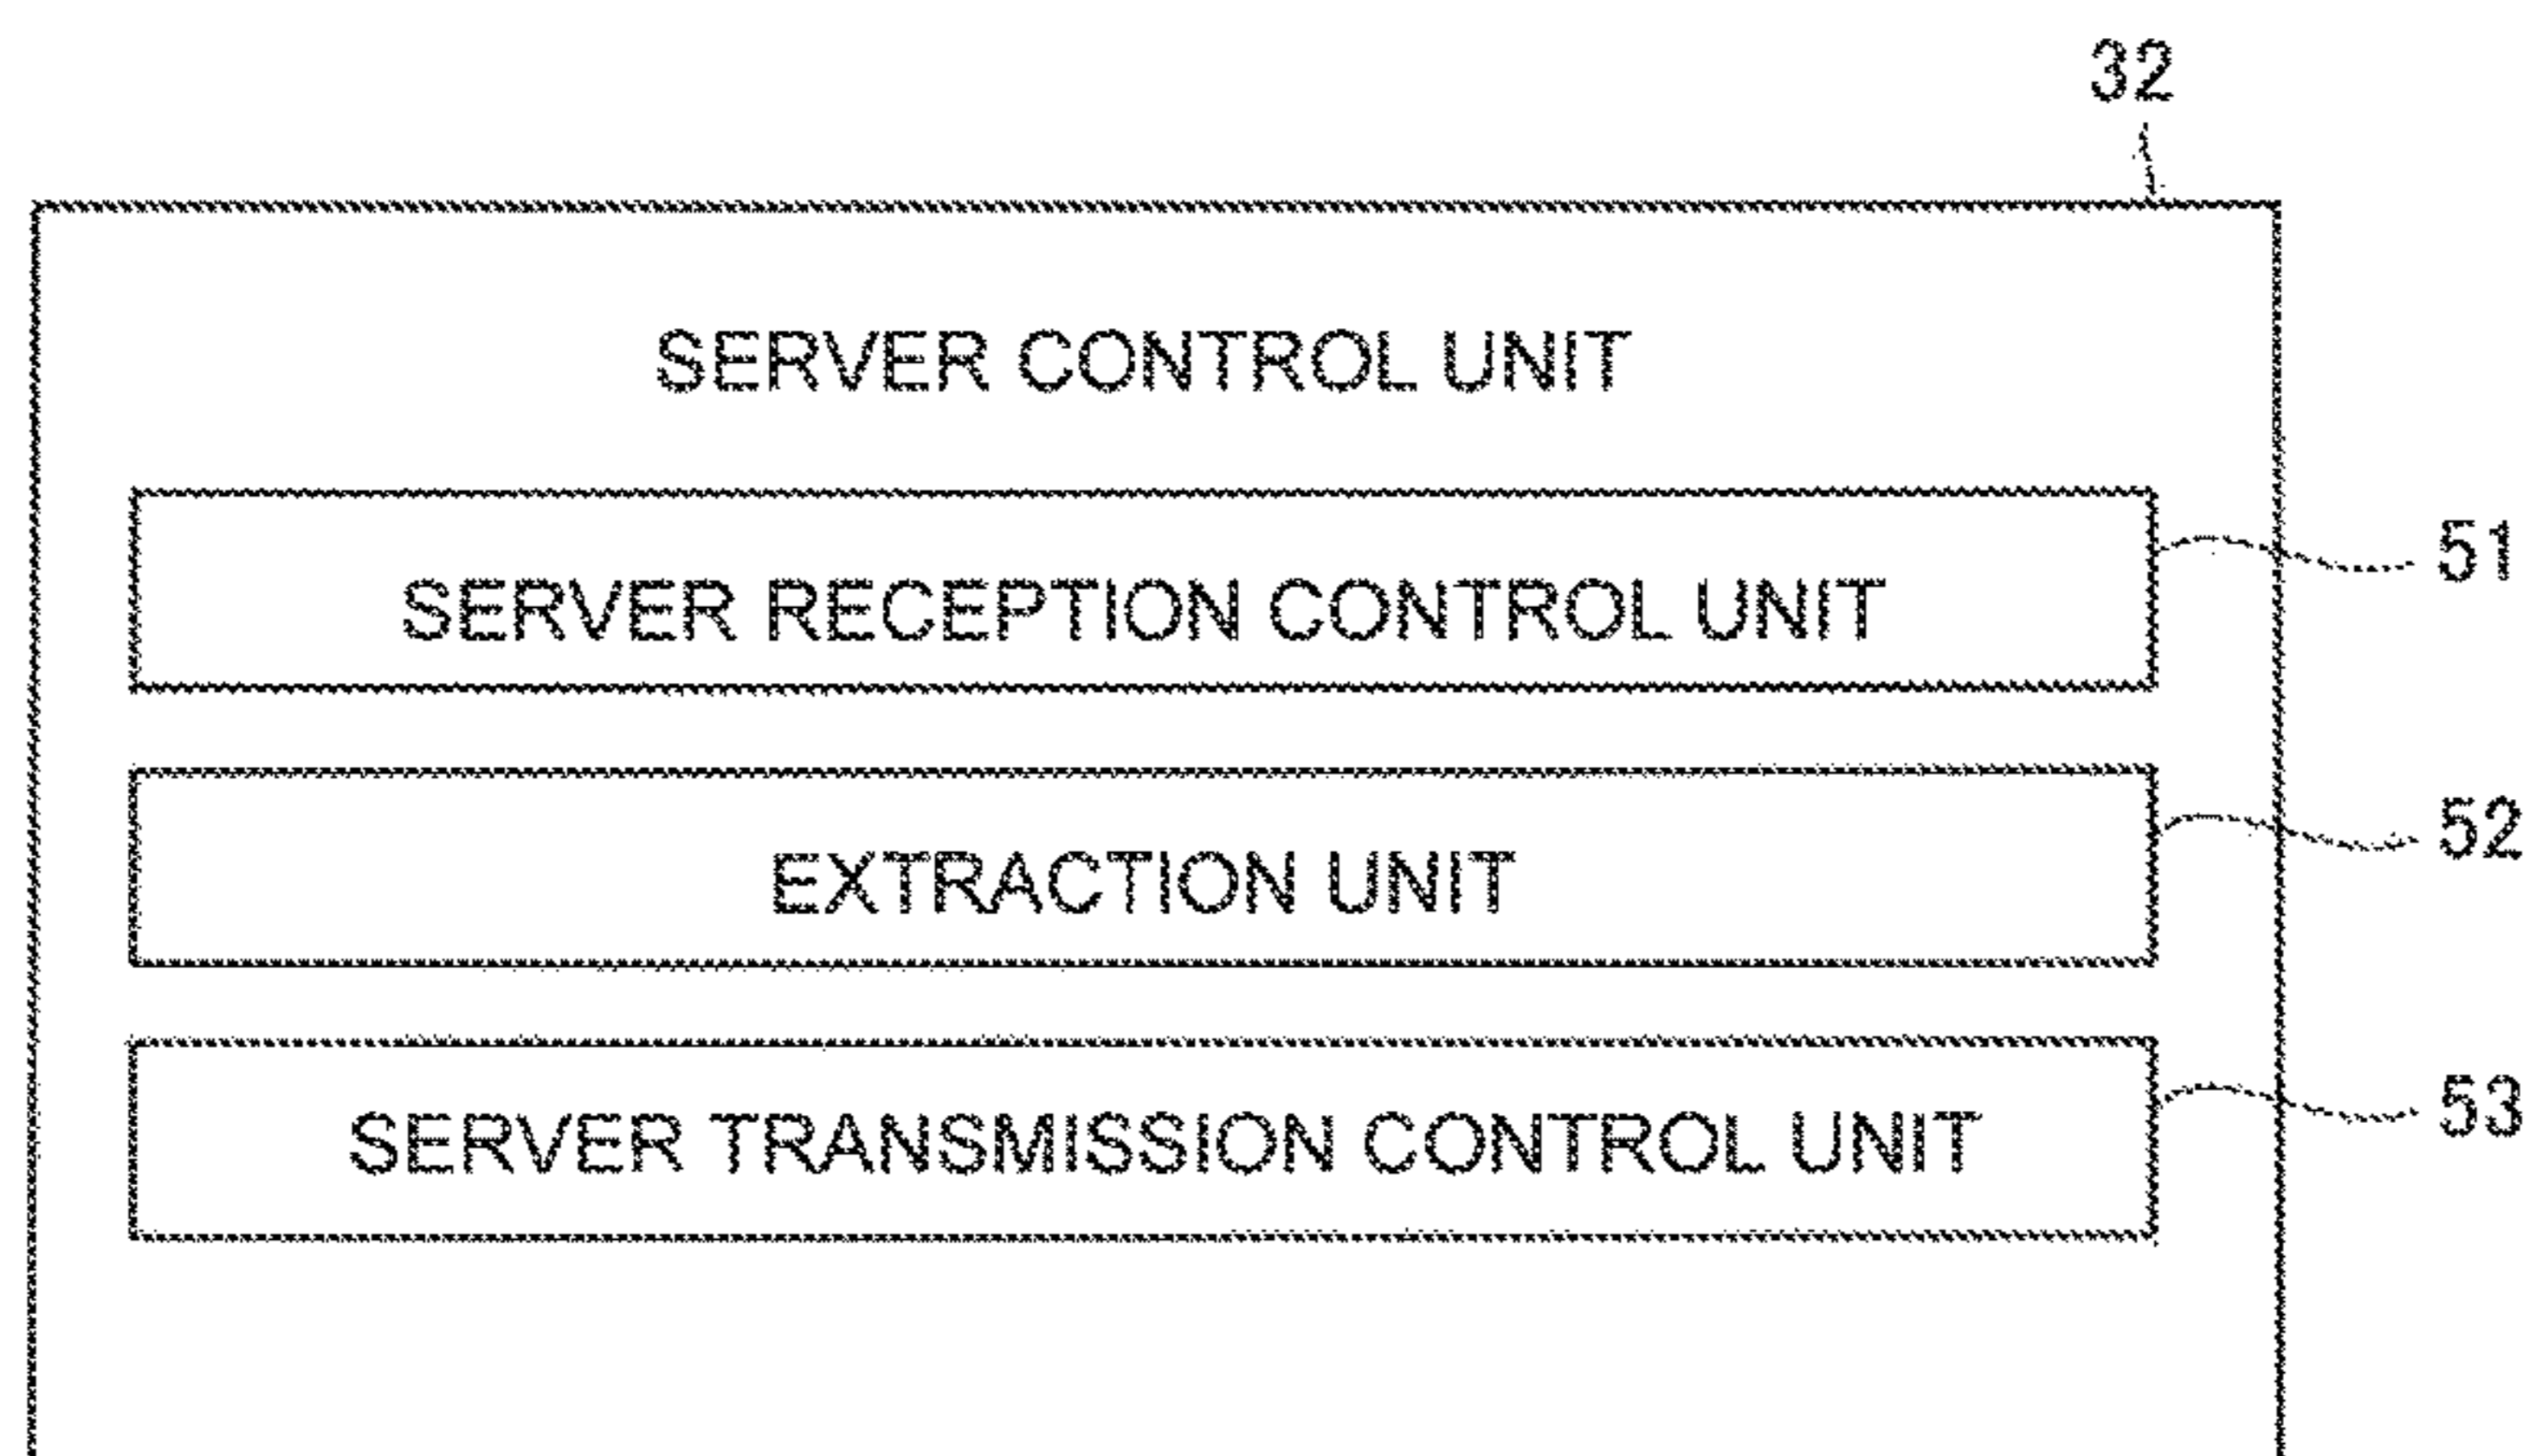 32
SERVER CONTROL UNIT
SERVER RECEPTION CONTROL UNIT
51
EXTRACTION UNIT
52
SERVER TRANSMISSION CONTROL UNIT
53